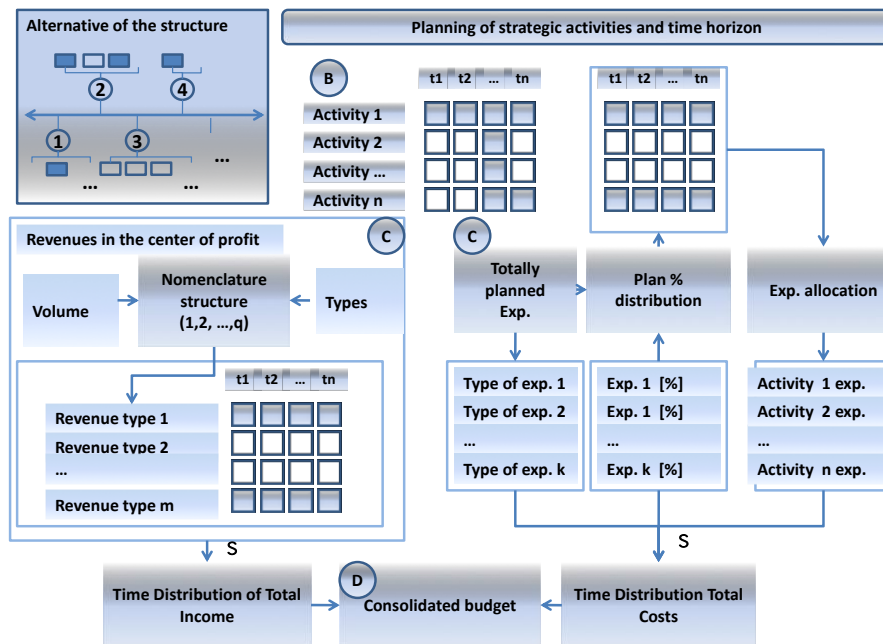 Alternative of the structure
2
4
1
3
...
...
...
Planning of strategic activities and time horizon
B
t1 t2 ... tn
t1 t2 ... tn
Activity 1
Activity 2
Activity ...
Activity n
C
Revenues in the center of profit
Volume
Nomenclature
structure
(1,2, ...,q)
Types
t1 t2 ... tn
Revenue type 1
Revenue type 2
...
Revenue type m
C
Totally
planned
Exp.
Plan %
distribution
Exp. allocation
Type of exp. 1
Type of exp. 2
...
Type of exp. k
Exp. 1 [%]
Exp. 1 [%]
...
Exp. k [%]
Activity 1 exp.
Activity 2 exp.
...
Activity n exp.
S
S
Time Distribution of Total
Income
D
Consolidated budget
Time Distribution Total
Costs